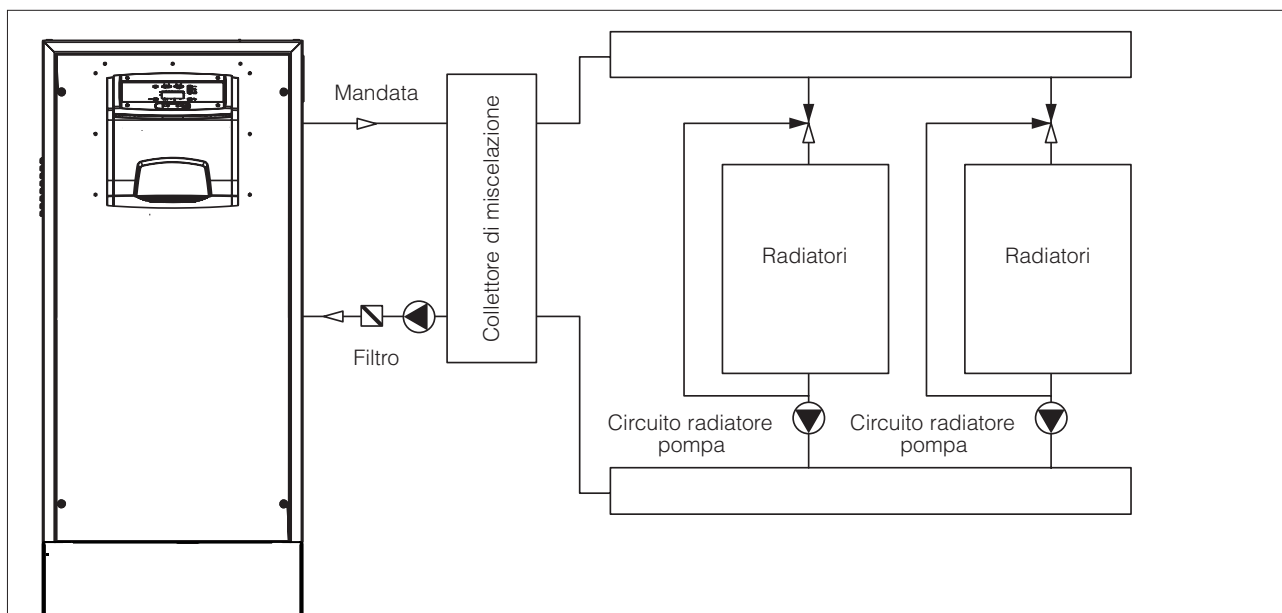 Mandata
Collettore di miscelazione
Filtro
Radiatori
Radiatori
Circuito radiatore
pompa
Circuito radiatore
pompa